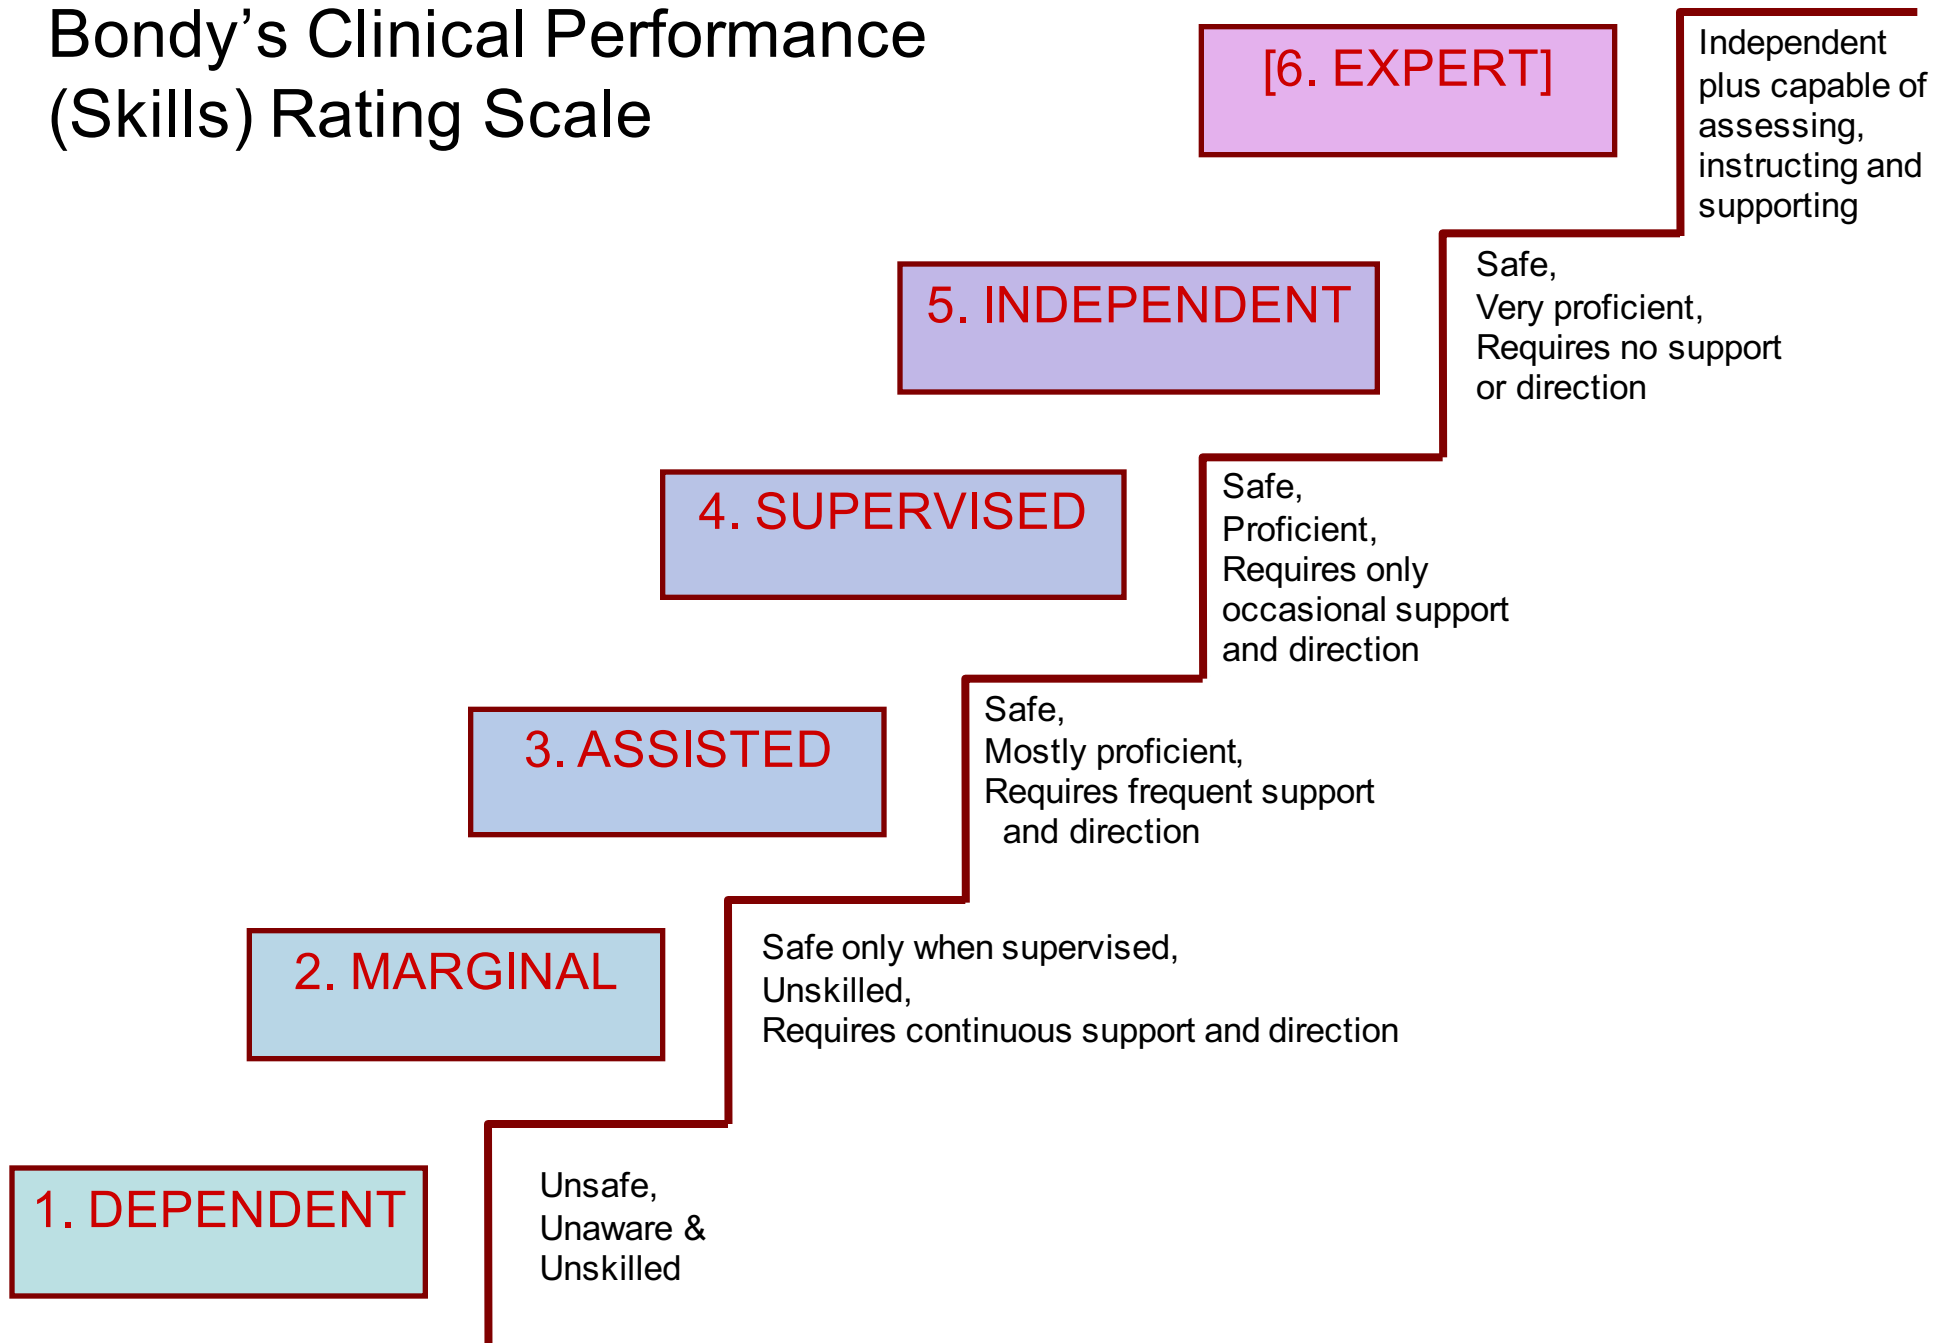 Bondy’s Clinical Performance
(Skills) Rating Scale
[6. EXPERT]
Independent
plus capable of
assessing,
instructing and
supporting
5. INDEPENDENT
Safe,
Very proficient,
Requires no support
or direction
4. SUPERVISED
Safe,
Proficient,
Requires only
occasional support
and direction
3. ASSISTED
Safe,
Mostly proficient,
Requires frequent support
and direction
2. MARGINAL
Safe only when supervised,
Unskilled,
Requires continuous support and direction
1. DEPENDENT
Unsafe,
Unaware &
Unskilled